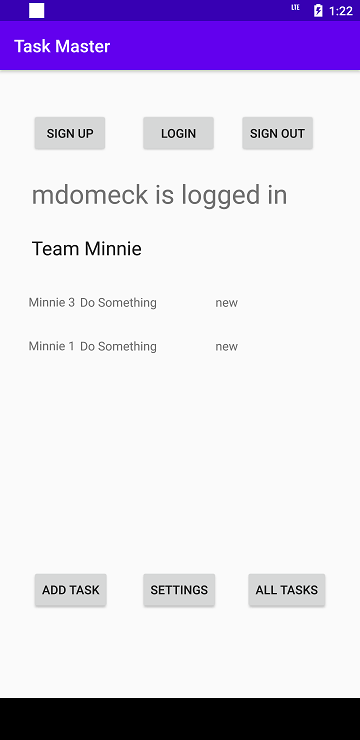 LTE 1:22
Task Master
SIGN UP LOGIN SIGN OUT
mdomeck is logged in
Team Minnie
Minnie 3 Do Something new
Minnie 1 Do Something new
ADD TASK SETTINGS ALL TASKS